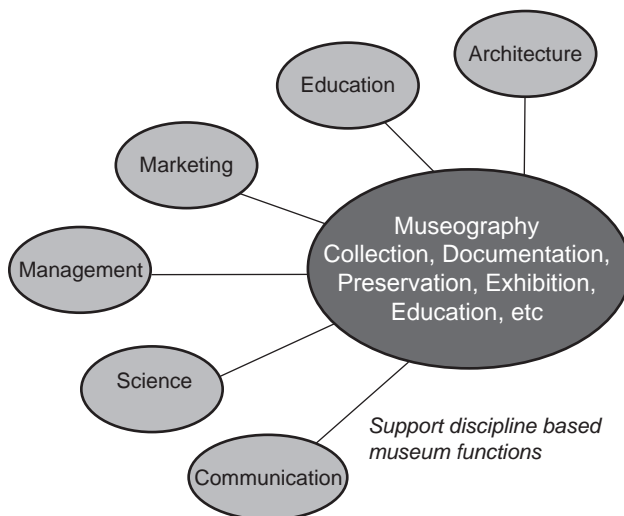 Architecture
Education
Marketing
Management
Science
Communication
Museography
Collection, Documentation,
Preservation, Exhibition,
Education, etc
Support discipline based
museum functions